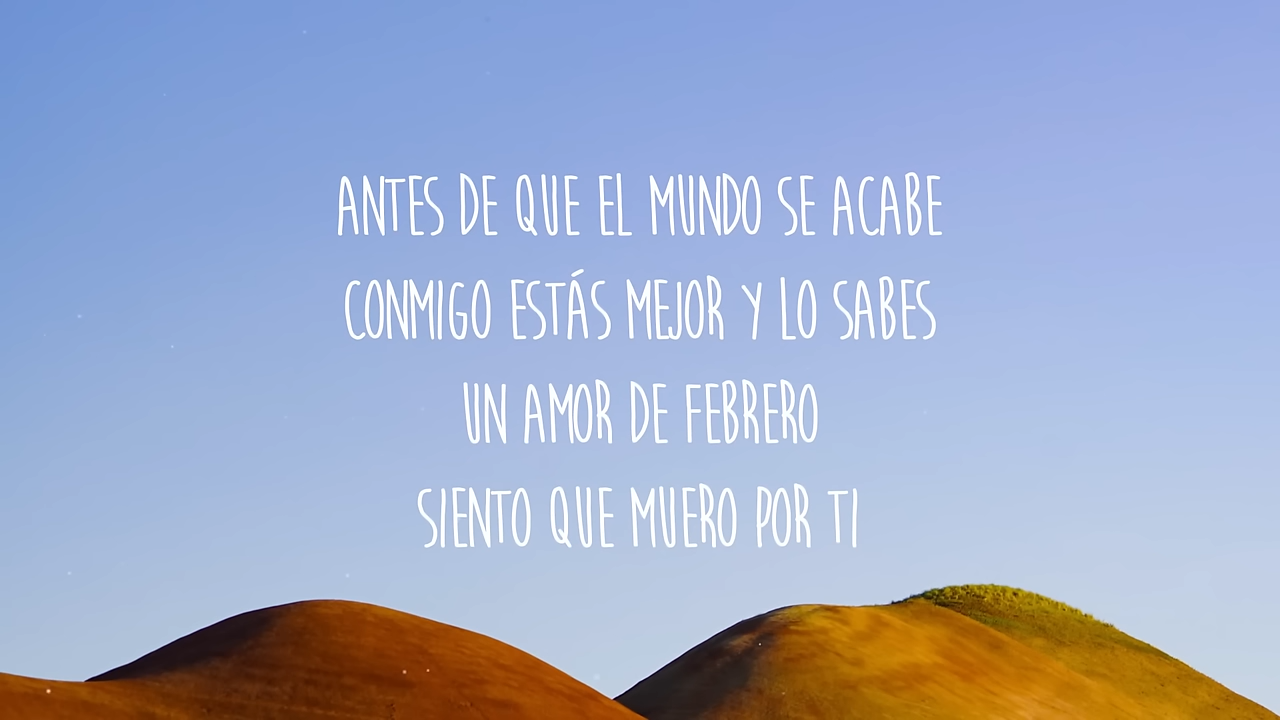 ANTES DE QUE EL MUNDO SE ACABE
CONMIGO ESTÁS MEJOR Y LO SABES
UN AMOR DE FEBRERO
SIENTO QUE MUERO POR TI